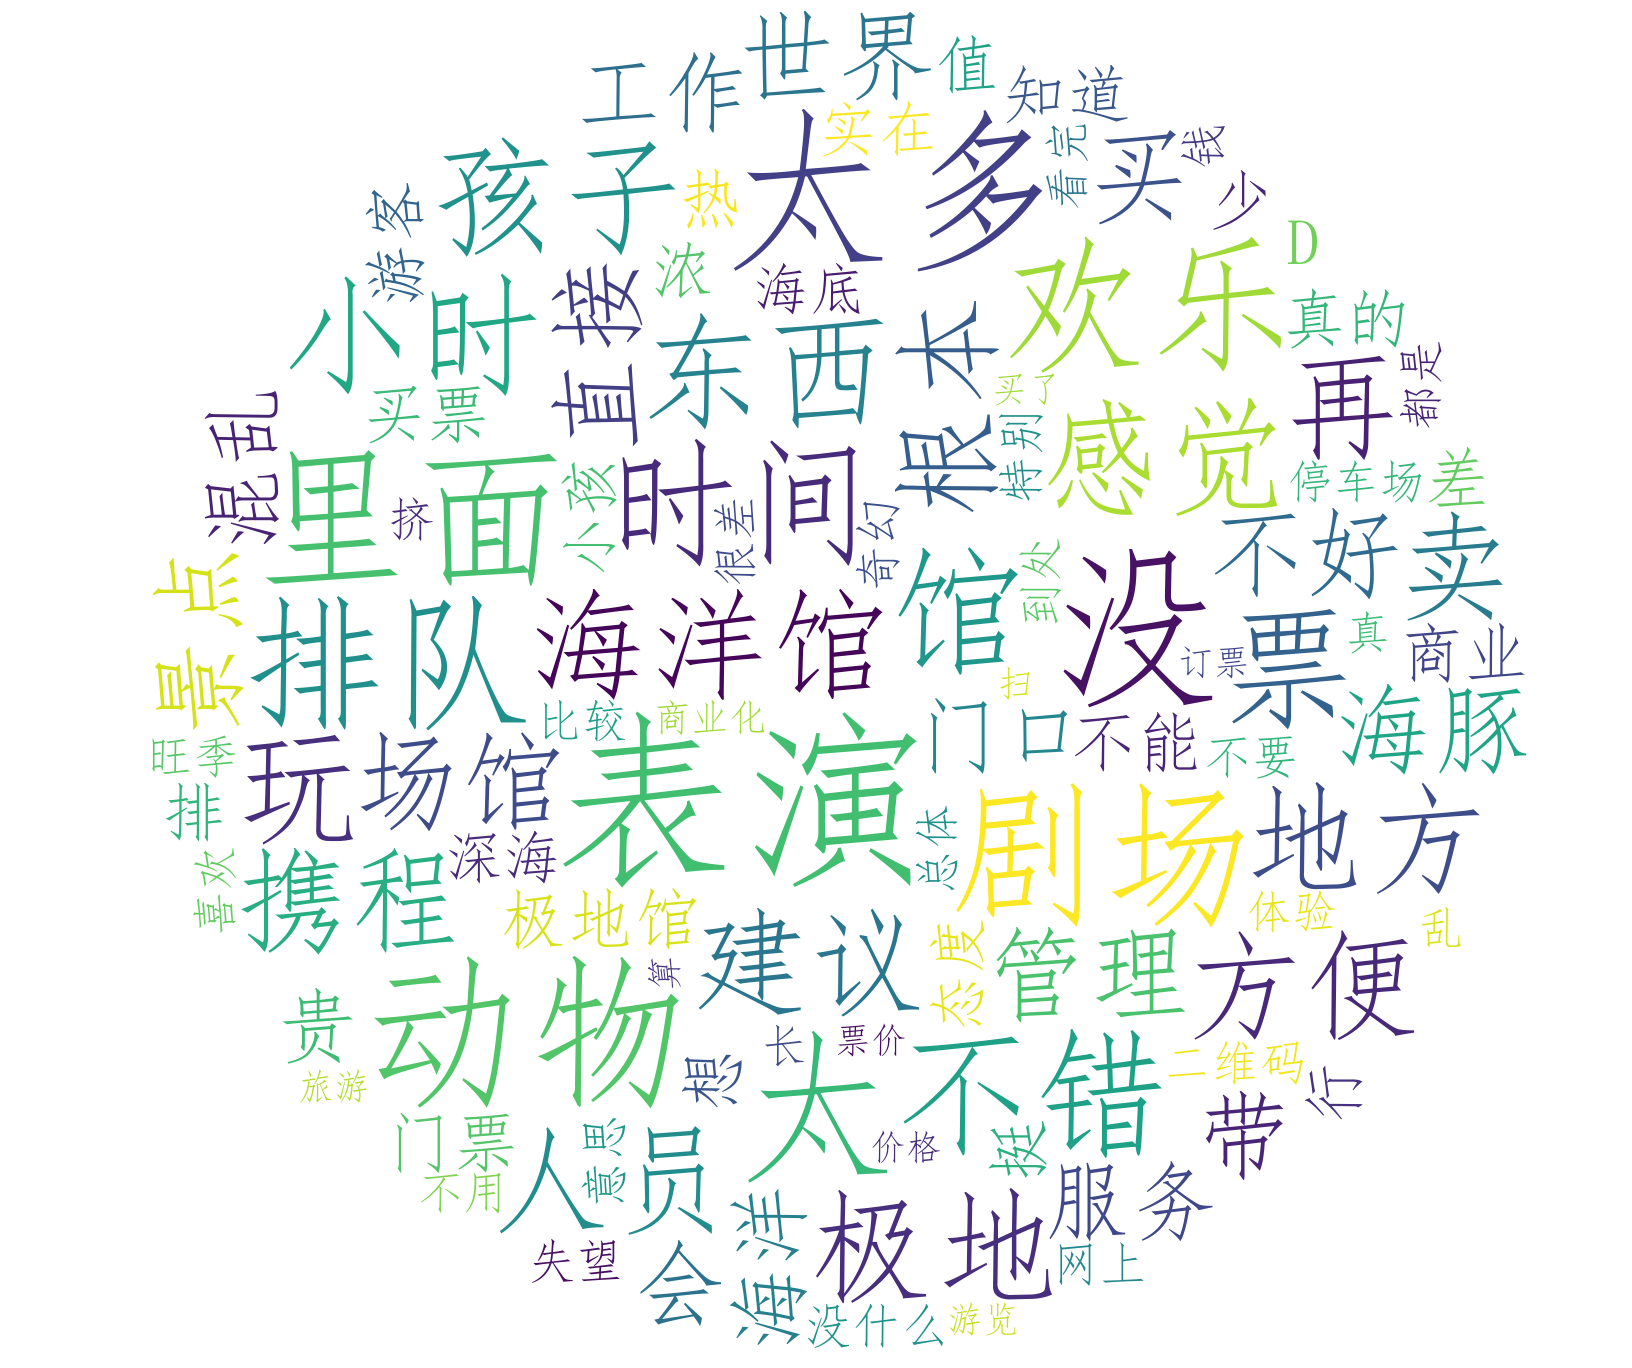 世界
值
工作
知道
实在
太多
看完
买
钱
孩子
热
少
游客
欢乐
D
浓
海底
直接
小时
东西
根本
真的
再
都是
买票
买了
混乱
感觉
特别
停车场
差
里面
时间
小孩
挤
很差
奇幻
不好
卖
景点
馆
到处
没
排队
海洋馆
票
真
商业
订票
扫
海豚
玩
场馆
比较
商业化
门口
不能
不要
旺季
排
表演
剧场
地方
总体
深海
喜欢
携程
极地馆
建议
态度
管理
体验
乱
方便
算
贵
动物
想
长
票价
太
不错
二维码
行
旅游
带
门票
不用
人员
意思
价格
挺
服务
失望
会
海洋
极地
网上
没什么
游览